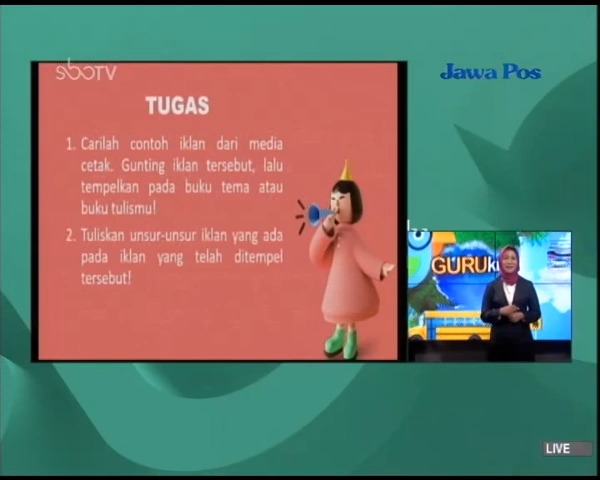 sboTV
Jawa Pos
TUGAS
1. Carilah contoh iklan dari media
cetak. Gunting iklan tersebut, lalu
tempelkan pada buku tema atau
buku tulismu!
2. Tuliskan unsur-unsur iklan yang ada
pada iklan yang telah ditempel
tersebut!
GURUku
LIVE